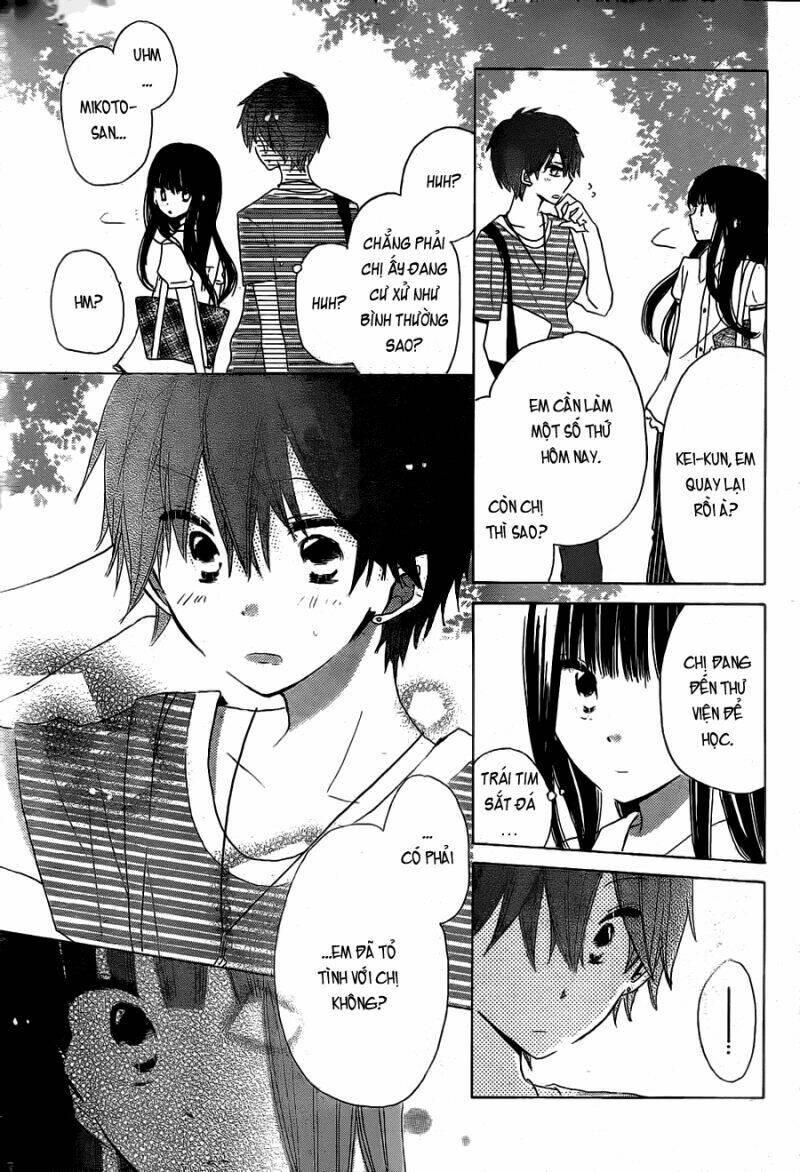 UHM
...
MIKOTO-
SAN...
HUH?
CHẲNG PHẢI
CHỊ ẤY ĐANG
CƯ XỬ NHƯ
BÌNH THƯỜNG
SAO?
HUH?
HM?
KEI-KUN, EM
QUAY LẠI
RỒI À?
EM CẦN LÀM
MỘT SỐ THỨ
HÔM NAY.
CÒN CHỊ
THÌ SAO?
CHỊ ĐANG
ĐẾN THƯ
VIỆN ĐỂ
HỌC.
TRÁI TIM
SẮT ĐÁ
...
...
CÓ PHẢI
...EM ĐÃ TỎ
TÌNH VỚI CHỊ
KHÔNG?